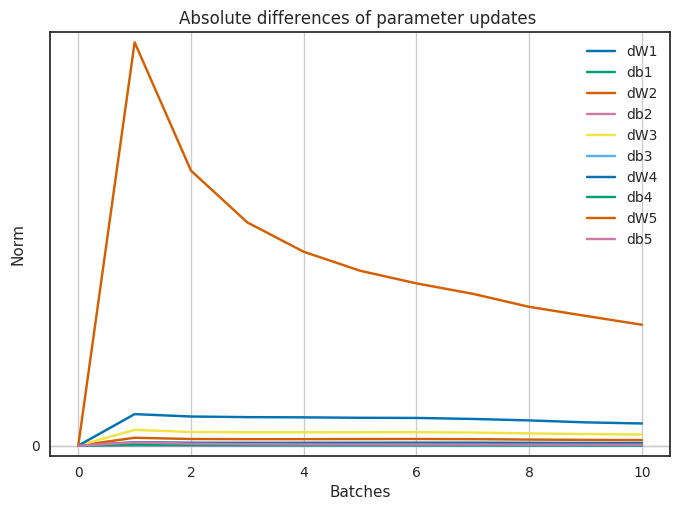 Absolute differences of parameter updates
dW1
db1
dW2
db2
dW3
db3
dW4
db4
dW5
db5
Norm
0
0 2 4 6 8 10
Batches